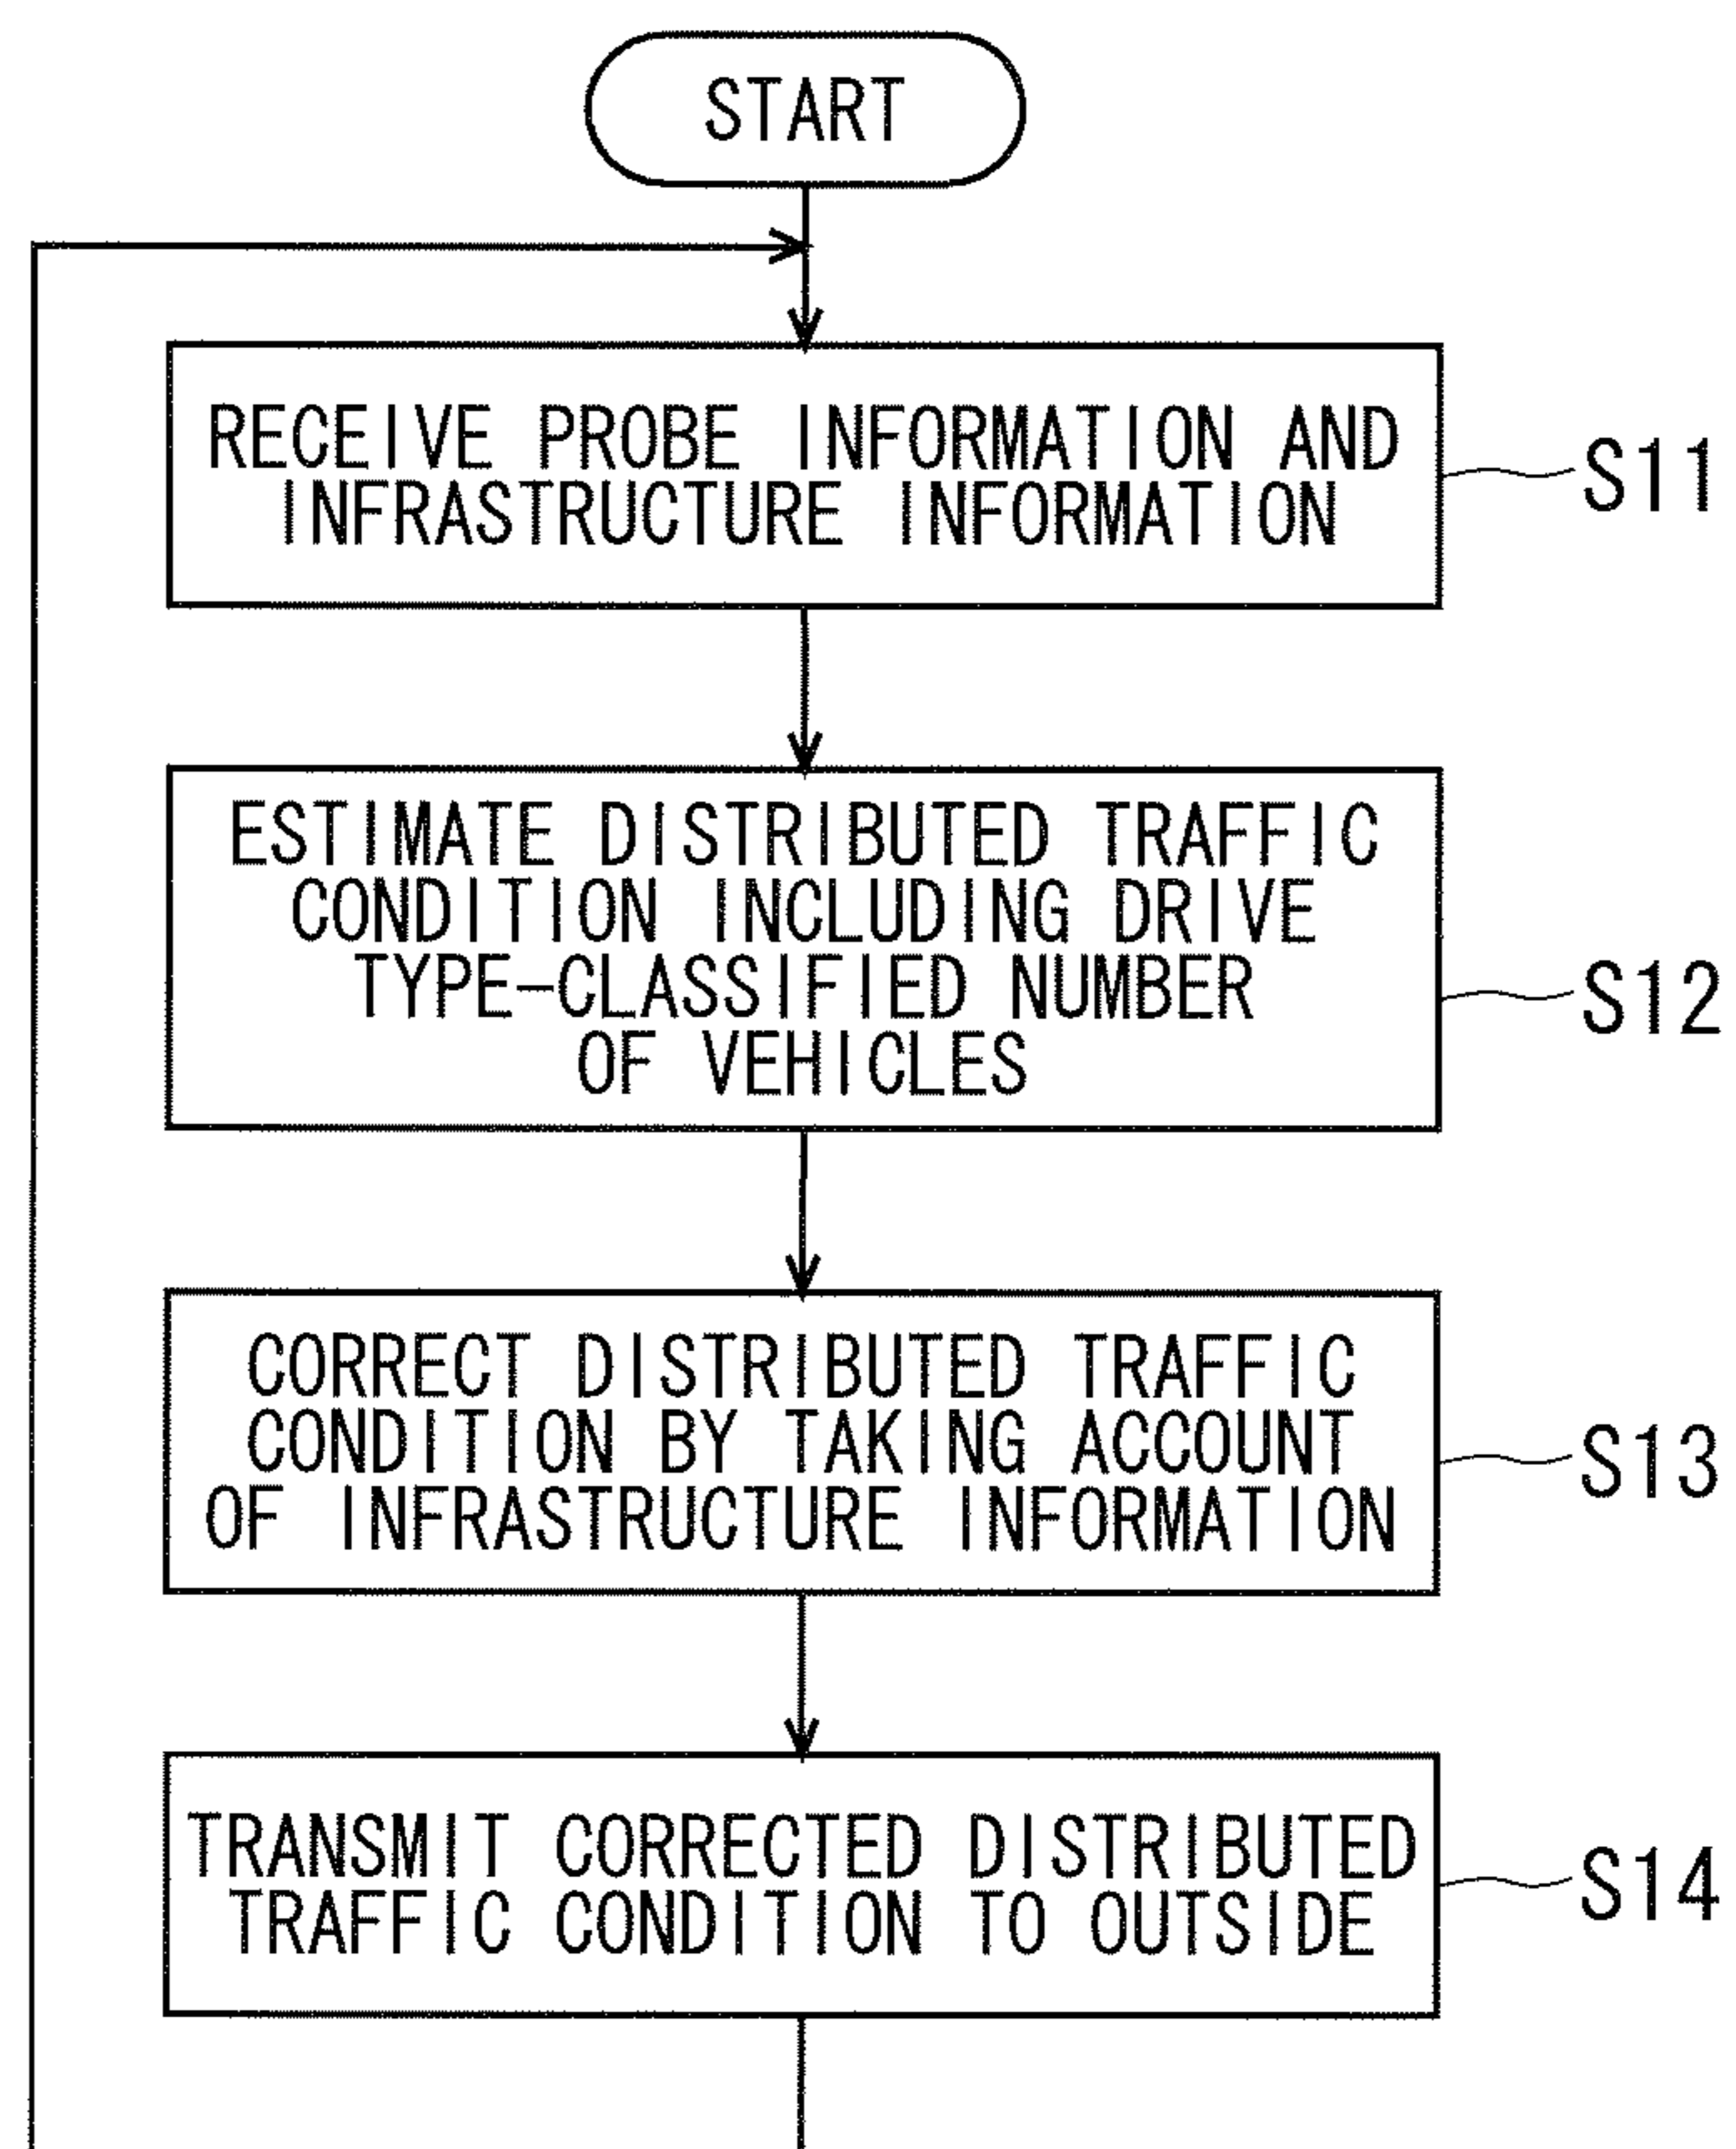 START
RECEIVE PROBE INFORMATION AND
INFRASTRUCTURE INFORMATION
S11
ESTIMATE DISTRIBUTED TRAFFIC
CONDITION INCLUDING DRIVE
TYPE-CLASSIFIED NUMBER
OF VEHICLES
S12
CORRECT DISTRIBUTED TRAFFIC
CONDITION BY TAKING ACCOUNT
OF INFRASTRUCTURE INFORMATION
S13
TRANSMIT CORRECTED DISTRIBUTED
TRAFFIC CONDITION TO OUTSIDE
S14